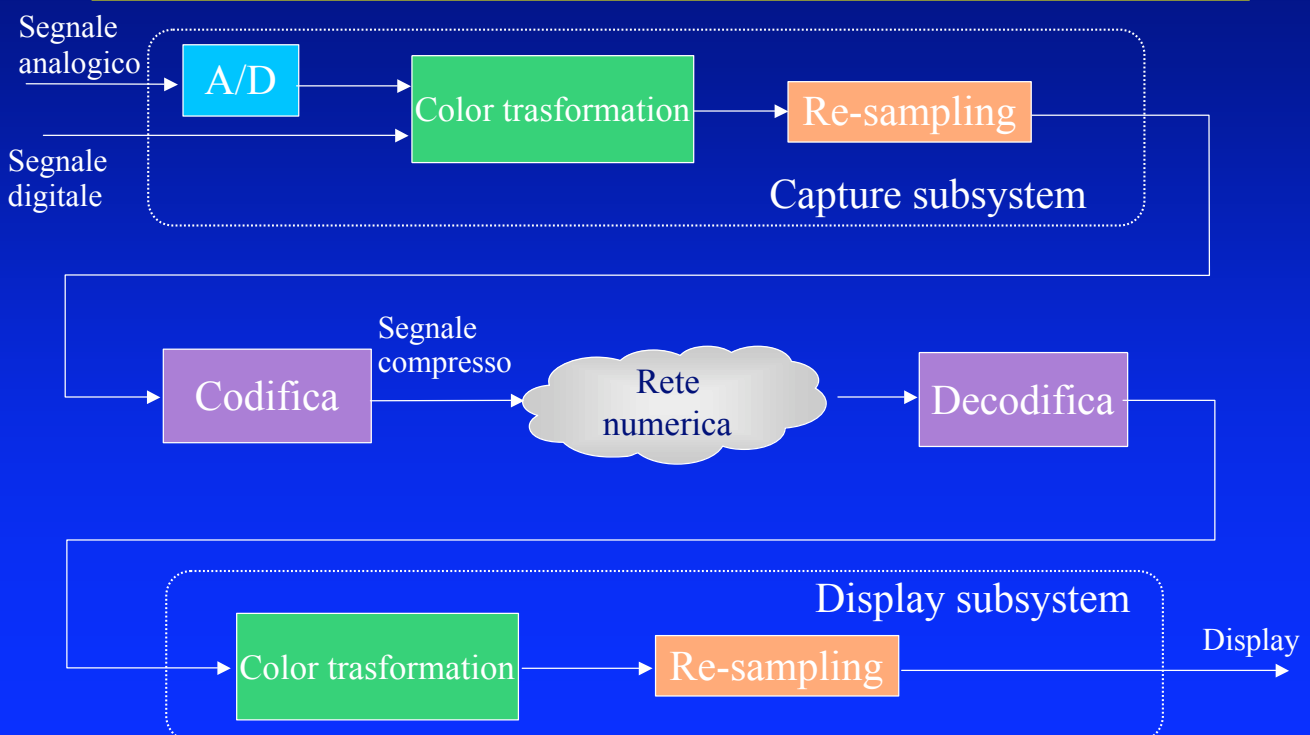 Segnale
analogico
A/D
Color trasformation
Re-sampling
Segnale
digitale
Capture subsystem
Segnale
compresso
Codifica
Rete
numerica
Decodifica
Display subsystem
Color trasformation
Re-sampling
Display